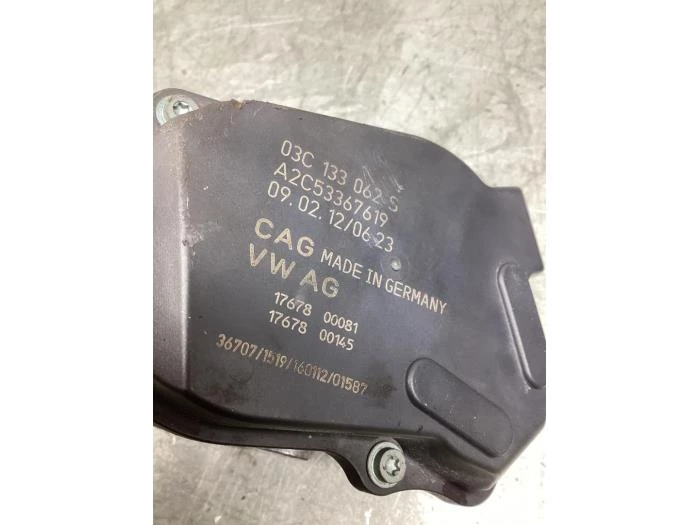 03C 133 062 S
A2C53367619
09.02.12/06:23
CAG MADE IN GERMANY
VW AG
17678 00081
17678 00145
36707/1519/160112/01587